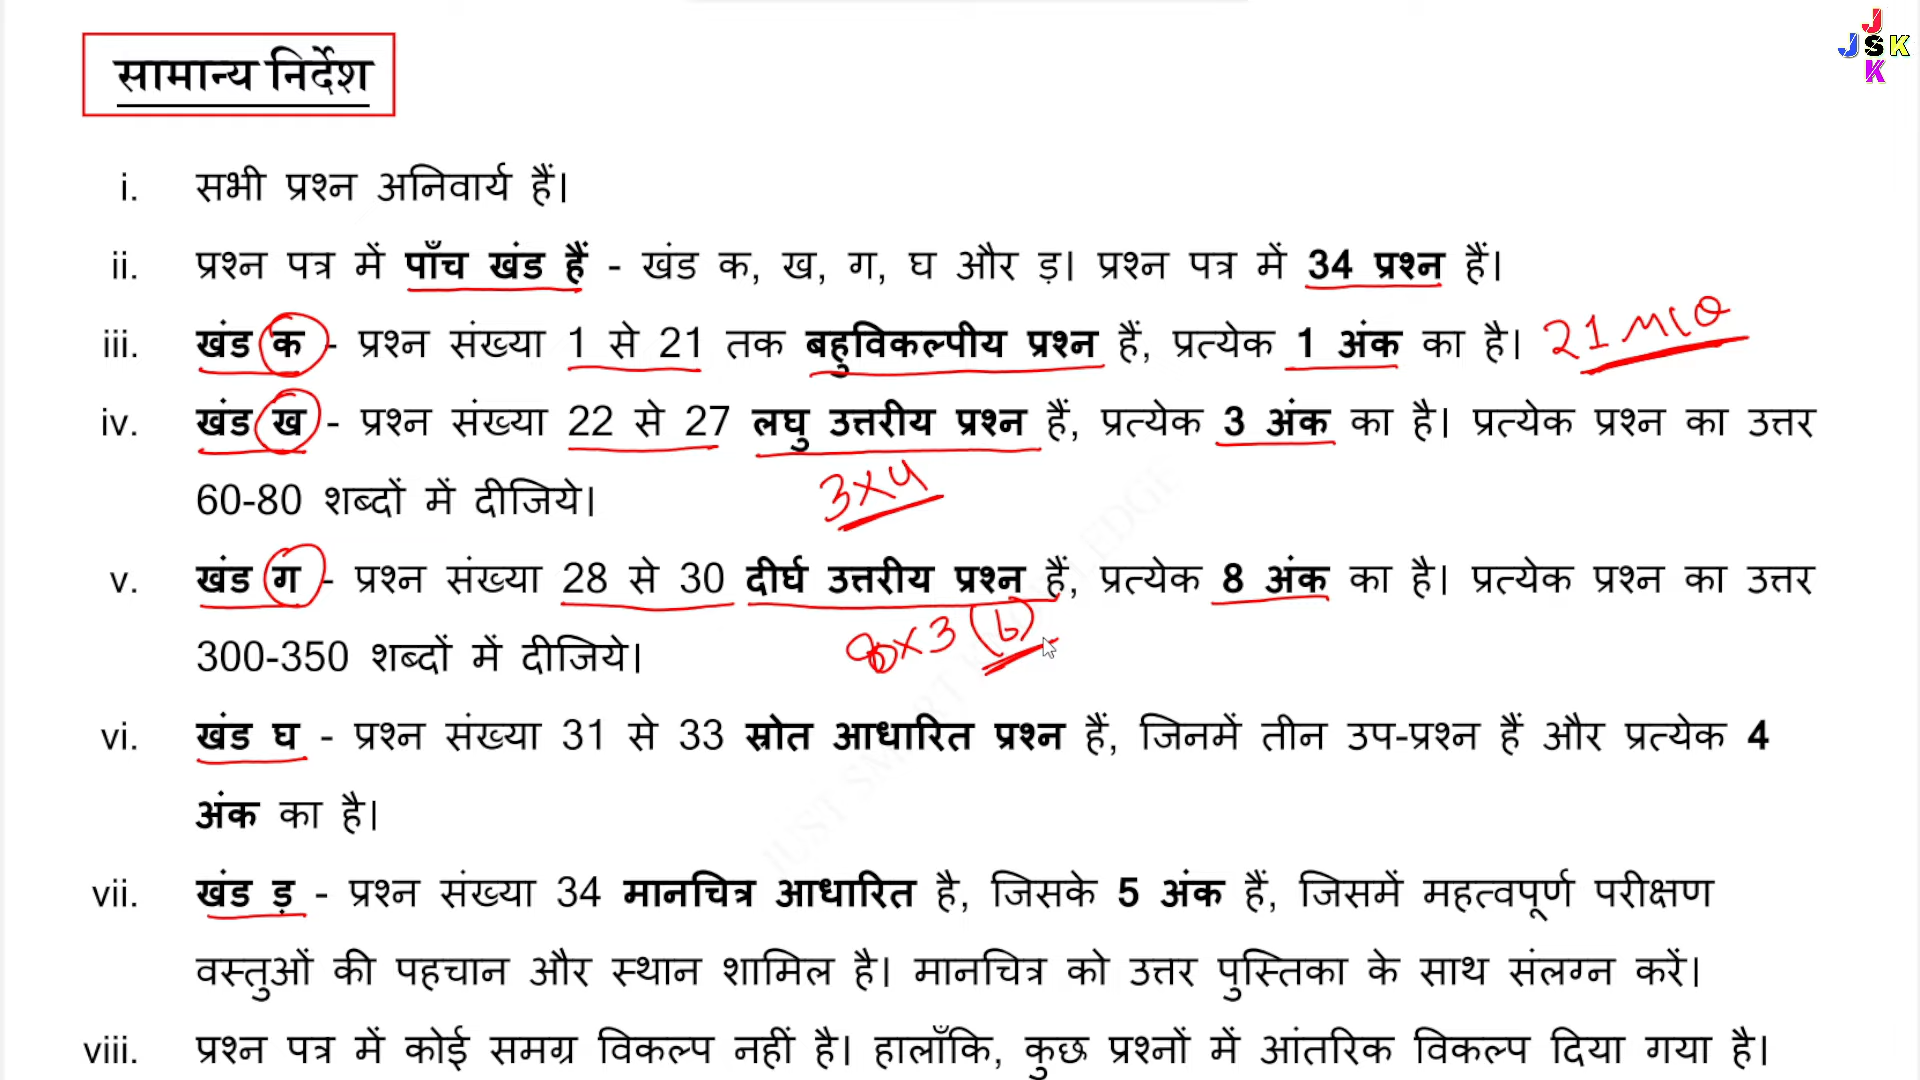 सामान्य निर्देश
J
J S K
K
i. सभी प्रश्न अनिवार्य हैं।
ii. प्रश्न पत्र में पाँच खंड हैं - खंड क, ख, ग, घ और ड़। प्रश्न पत्र में 34 प्रश्न हैं।
iii. खंड क - प्रश्न संख्या 1 से 21 तक बहुविकल्पीय प्रश्न हैं, प्रत्येक 1 अंक का है। 21 MCQ
iv. खंड ख - प्रश्न संख्या 22 से 27 लघु उत्तरीय प्रश्न हैं, प्रत्येक 3 अंक का है। प्रत्येक प्रश्न का उत्तर
60-80 शब्दों में दीजिये।
3×4
v. खंड ग - प्रश्न संख्या 28 से 30 दीर्घ उत्तरीय प्रश्न हैं, प्रत्येक 8 अंक का है। प्रत्येक प्रश्न का उत्तर
300-350 शब्दों में दीजिये।
8×3
vi. खंड घ - प्रश्न संख्या 31 से 33 स्रोत आधारित प्रश्न हैं, जिनमें तीन उप-प्रश्न हैं और प्रत्येक 4
अंक का है।
vii. खंड ड़ - प्रश्न संख्या 34 मानचित्र आधारित है, जिसके 5 अंक हैं, जिसमें महत्वपूर्ण परीक्षण
वस्तुओं की पहचान और स्थान शामिल है। मानचित्र को उत्तर पुस्तिका के साथ संलग्न करें।
viii. प्रश्न पत्र में कोई समग्र विकल्प नहीं है। हालाँकि, कुछ प्रश्नों में आंतरिक विकल्प दिया गया है।